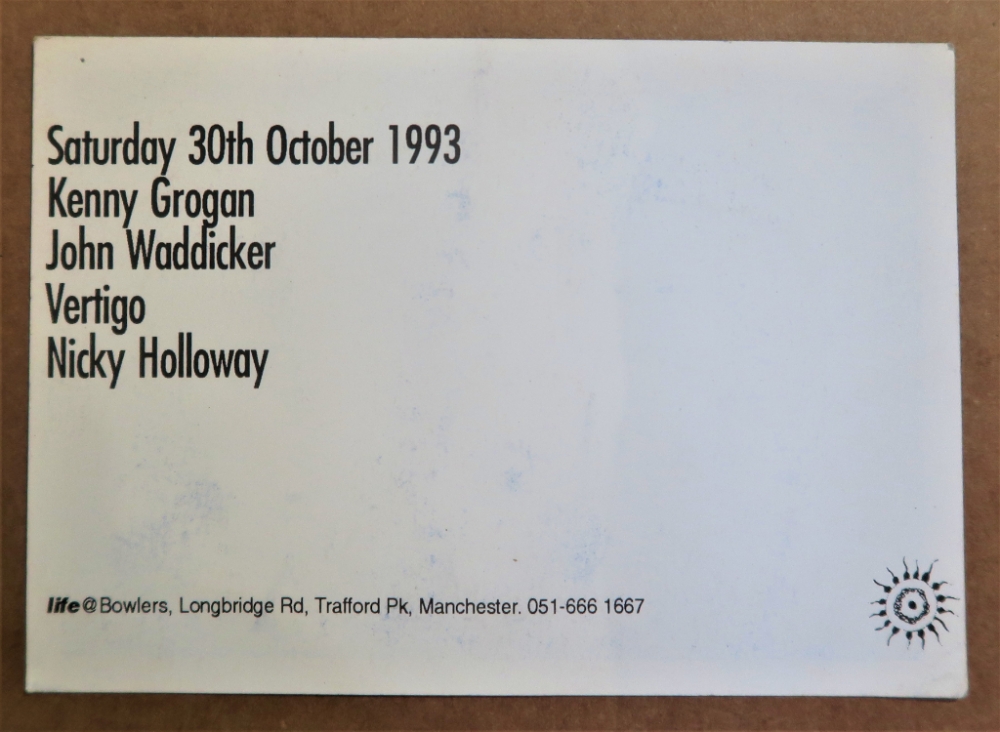 Saturday 30th October 1993
Kenny Grogan
John Waddicker
Vertigo
Nicky Holloway
life@Bowlers, Longbridge Rd, Trafford Pk, Manchester. 051-666 1667